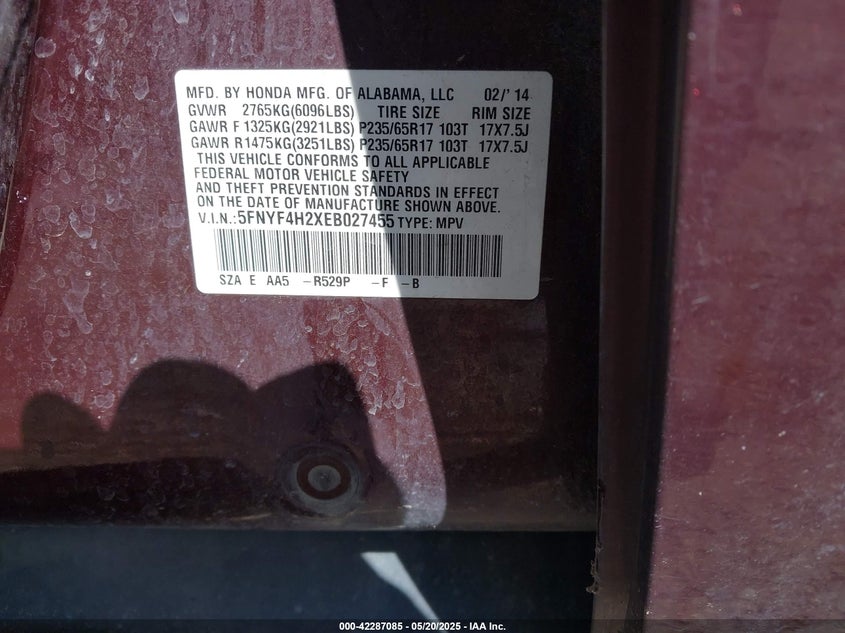 MFD. BY HONDA MFG. OF ALABAMA, LLC 02/' 14
GVWR 2765KG(6096LBS) TIRE SIZE RIM SIZE
GAWR F 1325KG(2921LBS) P235/65R17 103T 17X7.5J
GAWR R1475KG(3251LBS) P235/65R17 103T 17X7.5J
THIS VEHICLE CONFORMS TO ALL APPLICABLE
FEDERAL MOTOR VEHICLE SAFETY
AND THEFT PREVENTION STANDARDS IN EFFECT
ON THE DATE OF MANUFACTURE SHOWN ABOVE.
V.I.N.:5FNYF4H2XEB027455 TYPE: MPV
SZA E AA5 -R529P -F -B
000-42287085 - 05/20/2025 - IAA Inc.